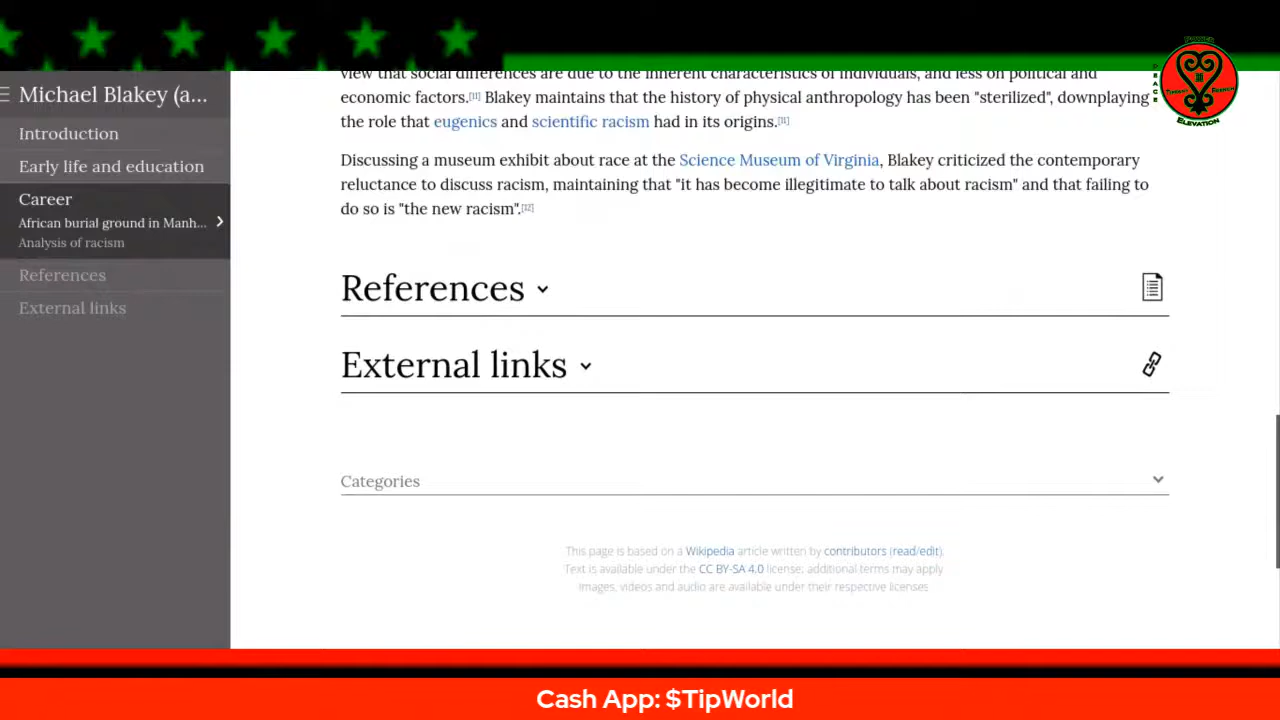 Michael Blakey (a...
Introduction
Early life and education
Career
African burial ground in Manh...
Analysis of racism
References
External links
view that social differences are due to the inherent characteristics of individuals, and less on political and
economic factors.[11] Blakey maintains that the history of physical anthropology has been "sterilized", downplaying
the role that eugenics and scientific racism had in its origins.[11]
Discussing a museum exhibit about race at the Science Museum of Virginia, Blakey criticized the contemporary
reluctance to discuss racism, maintaining that "it has become illegitimate to talk about racism" and that failing to
do so is "the new racism".[12]
References
External links
Categories
This page is based on a Wikipedia article written by contributors (read/edit).
Text is available under the CC BY-SA 4.0 license; additional terms may apply
Images, videos and audio are available under their respective licenses
POWER
PEACE
ELEVATION
Cash App: $TipWorld